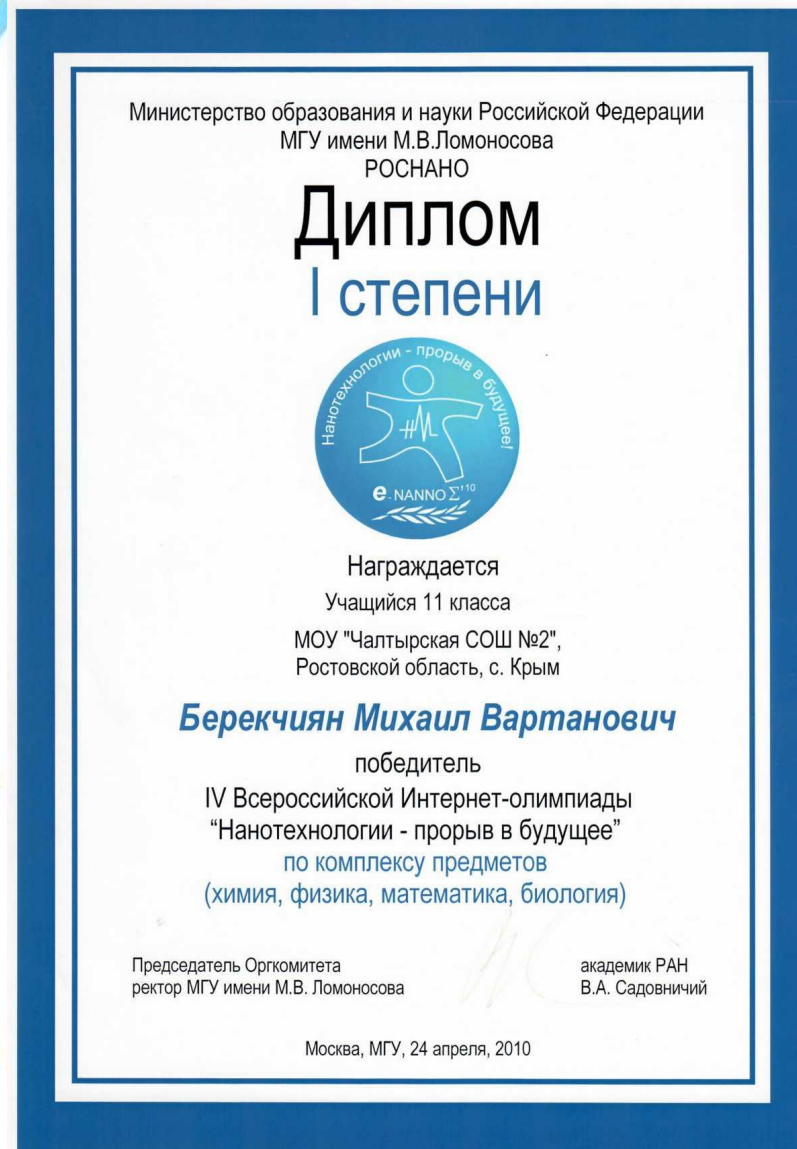 Министерство образования и науки Российской Федерации
МГУ имени М.В.Ломоносова
РОСНАНО
Диплом
I степени
Нанотехнологии - прорыв в будущее!
НМ
e-NANNO Σ'10
Награждается
Учащийся 11 класса
МОУ "Чалтырская СОШ №2",
Ростовской область, с. Крым
Берекчиян Михаил Вартанович
победитель
IV Всероссийской Интернет-олимпиады
“Нанотехнологии - прорыв в будущее”
по комплексу предметов
(химия, физика, математика, биология)
Председатель Оргкомитета
ректор МГУ имени М.В. Ломоносова
академик РАН
В.А. Садовничий
Москва, МГУ, 24 апреля, 2010